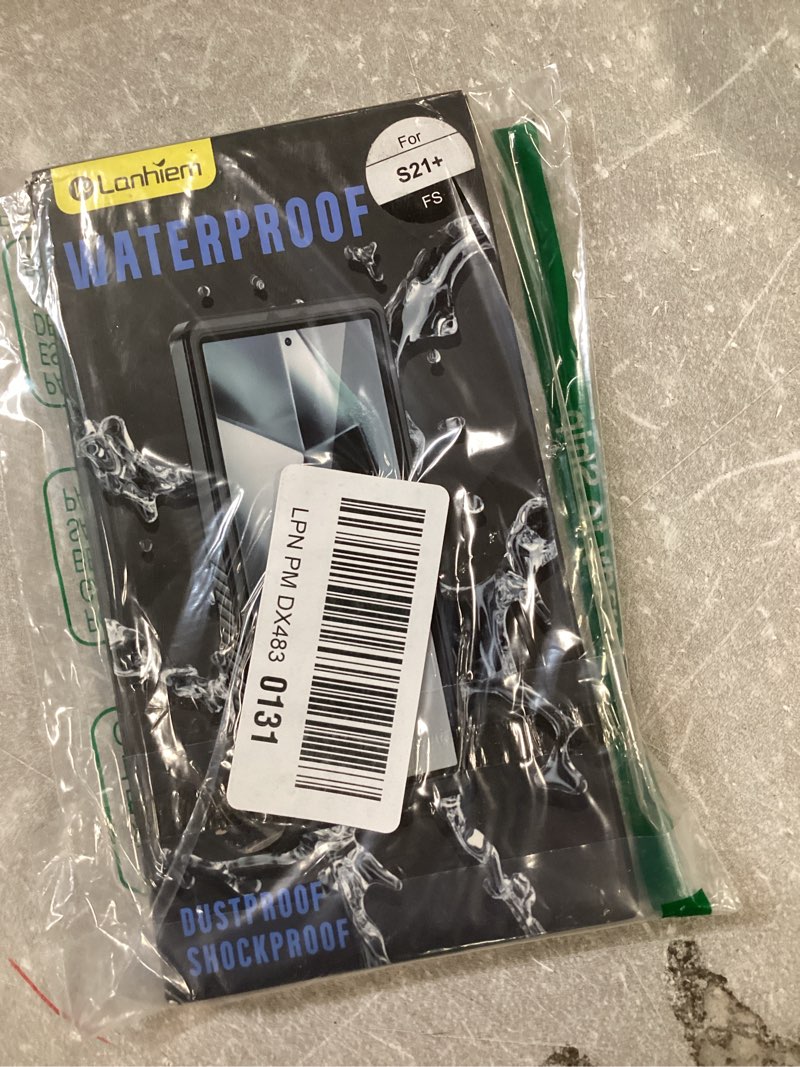 Lanhiem
For
S21+
FS
WATERPROOF
LPN PM DX483 0131
DUSTPROOF
SHOCKPROOF